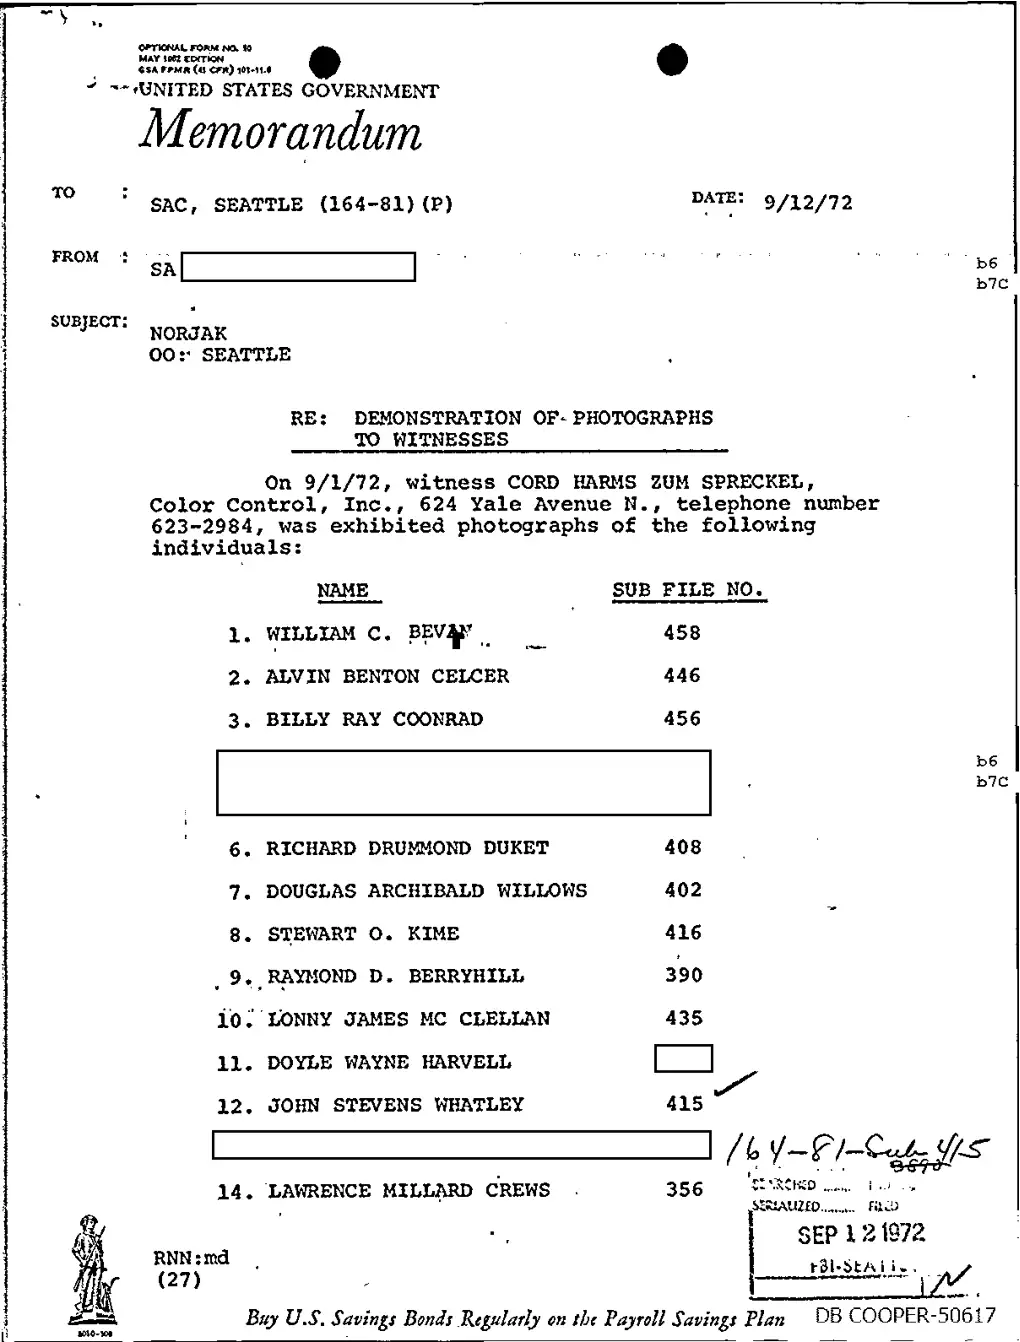 OPTIONAL FORM NO. 10
MAY 1962 EDITION
GSA FPMR (41 CFR) 101-11.6
UNITED STATES GOVERNMENT
Memorandum
TO : SAC, SEATTLE (164-81)(P) DATE: 9/12/72
FROM : SA
b6
b7C
SUBJECT: NORJAK
OO: SEATTLE
RE: DEMONSTRATION OF PHOTOGRAPHS
TO WITNESSES
On 9/1/72, witness CORD HARMS ZUM SPRECKEL,
Color Control, Inc., 624 Yale Avenue N., telephone number
623-2984, was exhibited photographs of the following
individuals:
NAME SUB FILE NO.
1. WILLIAM C. BEVAN 458
2. ALVIN BENTON CELCER 446
3. BILLY RAY COONRAD 456
b6
b7C
6. RICHARD DRUMMOND DUKET 408
7. DOUGLAS ARCHIBALD WILLOWS 402
8. STEWART O. KIME 416
9. RAYMOND D. BERRYHILL 390
10. LONNY JAMES MC CLELLAN 435
11. DOYLE WAYNE HARVELL
12. JOHN STEVENS WHATLEY 415
164-81-Sub 415
14. LAWRENCE MILLARD CREWS 356
SEARCHED
SERIALIZED FILED
SEP 12 1972
FBI-SEATTLE
RNN:md
(27)
Buy U.S. Savings Bonds Regularly on the Payroll Savings Plan
DB COOPER-50617
5010-108